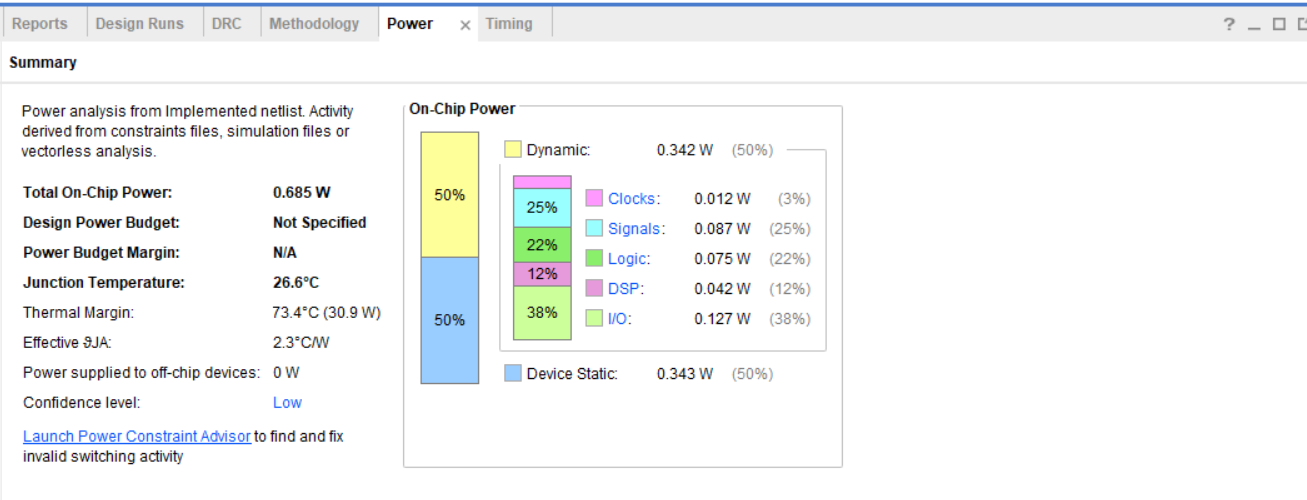 Reports Design Runs DRC Methodology Power × Timing ?
Summary
Power analysis from Implemented netlist. Activity
derived from constraints files, simulation files or
vectorless analysis.
Total On-Chip Power: 0.685 W
Design Power Budget: Not Specified
Power Budget Margin: N/A
Junction Temperature: 26.6°C
Thermal Margin: 73.4°C (30.9 W)
Effective ϑJA: 2.3°C/W
Power supplied to off-chip devices: 0 W
Confidence level: Low
Launch Power Constraint Advisor to find and fix
invalid switching activity
On-Chip Power
50%
50%
Dynamic: 0.342 W (50%)
25%
22%
12%
38%
Clocks: 0.012 W (3%)
Signals: 0.087 W (25%)
Logic: 0.075 W (22%)
DSP: 0.042 W (12%)
I/O: 0.127 W (38%)
Device Static: 0.343 W (50%)